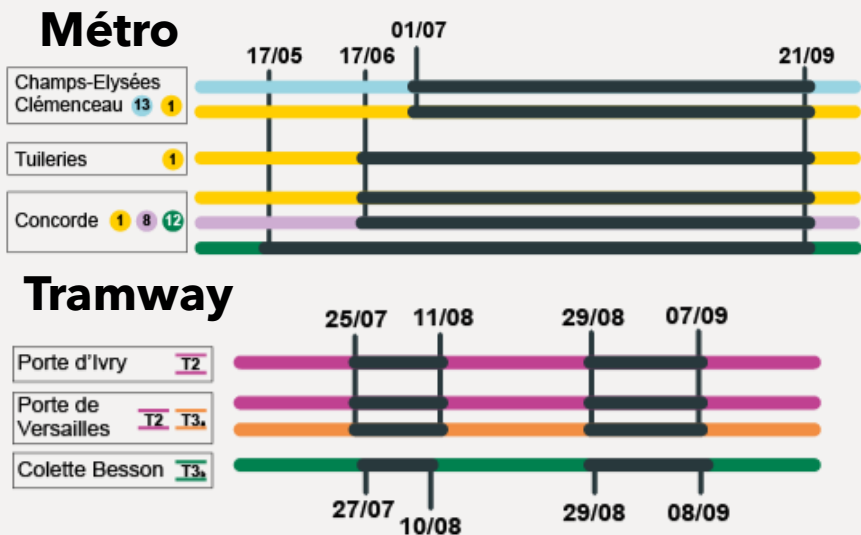 Métro
01/07
17/05 17/06 21/09
Champs-Elysées
Clémenceau 13 1
Tuileries 1
Concorde 1 8 12
Tramway
25/07 11/08 29/08 07/09
Porte d'Ivry T2
Porte de
Versailles T2 T3a
Colette Besson T3b
27/07 10/08 29/08 08/09